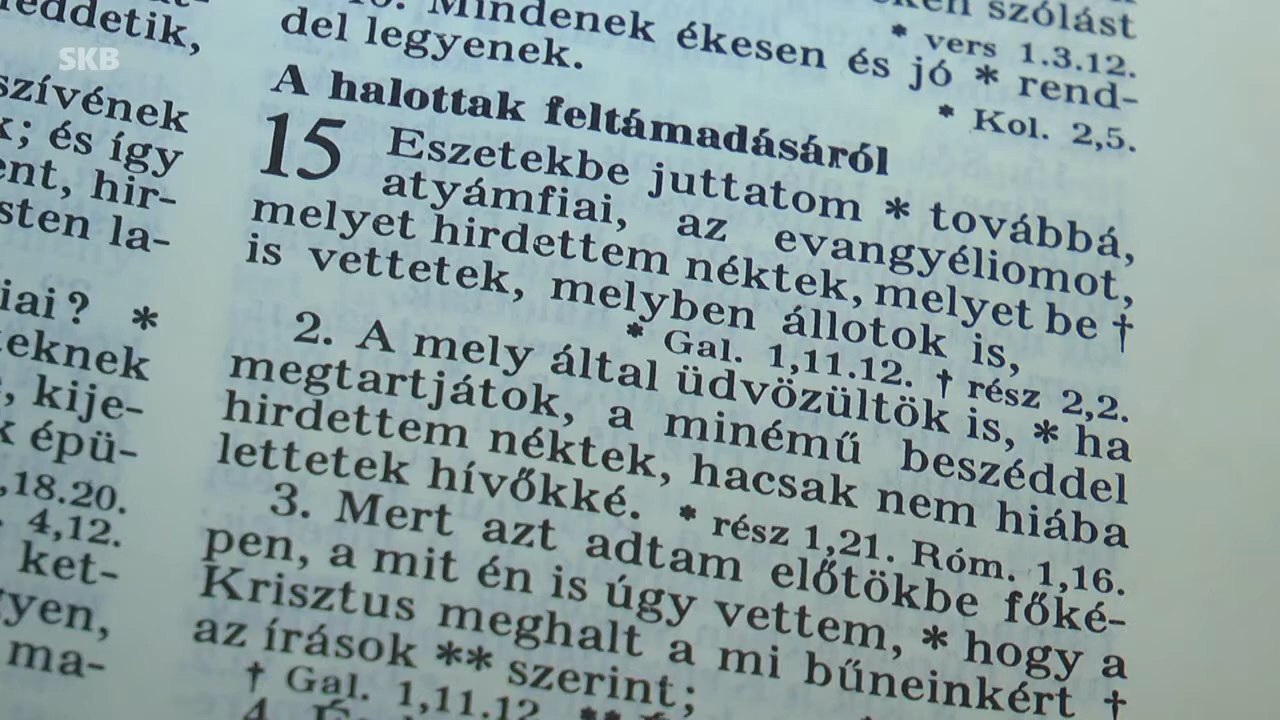 SKB
eddetik,
szívének
k; és így
ent, hir-
sten la-
iai? *
teknek
, kije-
k épü-
,18.20.
4,12.
ket-
yen,
ma-
szólást
* vers 1.3.12.
Mindenek ékesen és jó * rend-
del legyenek.
* Kol. 2,5.
A halottak feltámadásáról
15 Eszetekbe juttatom * továbbá,
atyámfiai, az evangyéliomot,
melyet hirdettem néktek, melyet be †
is vettetek, melyben állotok is,
* Gal. 1,11.12. † rész 2,2.
2. A mely által üdvözültök is, * ha
megtartjátok, a minémű beszéddel
hirdettem néktek, hacsak nem hiába
lettetek hívőkké.
* rész 1,21. Róm. 1,16.
3. Mert azt adtam előtökbe főké-
pen, a mit én is úgy vettem, * hogy a
Krisztus meghalt a mi bűneinkért †
az írások ** szerint;
† Gal. 1,11.12.
4.